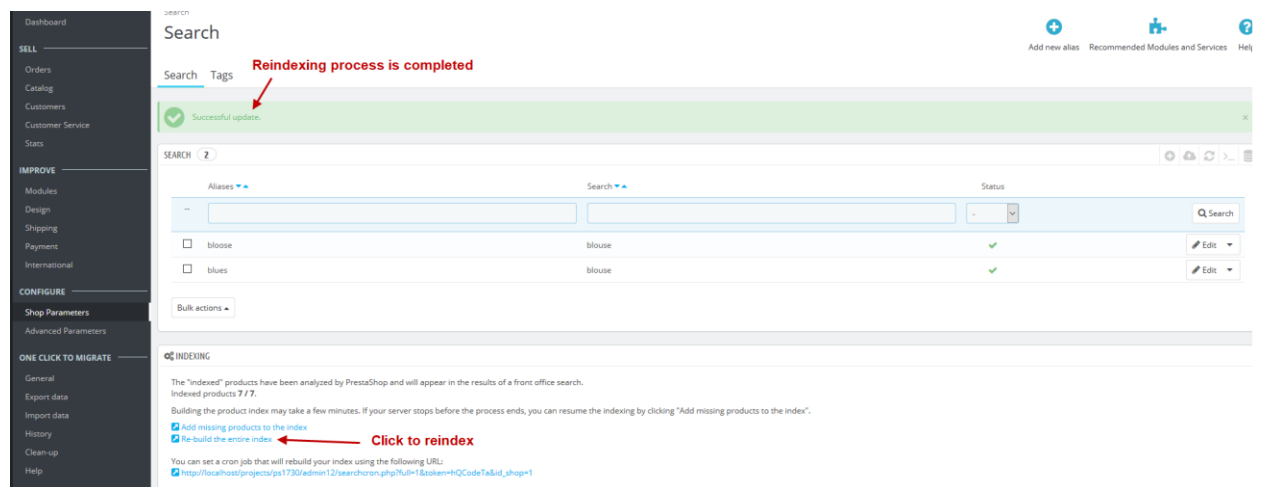 Dashboard
SELL
Orders
Catalog
Customers
Customer Service
Stats
IMPROVE
Modules
Design
Shipping
Payment
International
CONFIGURE
Shop Parameters
Advanced Parameters
ONE CLICK TO MIGRATE
General
Export data
Import data
History
Clean-up
Help
Search
Search
Add new alias
Recommended Modules and Services
Search Tags
Reindexing process is completed
Successful update.
×
SEARCH 2
Aliases Search Status
-- - Search
bloose blouse Edit
blues blouse Edit
Bulk actions
INDEXING
The "indexed" products have been analyzed by PrestaShop and will appear in the results of a front office search.
Indexed products 7 / 7.
Building the product index may take a few minutes. If your server stops before the process ends, you can resume the indexing by clicking "Add missing products to the index".
Add missing products to the index
Re-build the entire index
Click to reindex
You can set a cron job that will rebuild your index using the following URL:
http://localhost/projects/ps1730/admin12/searchcron.php?full=1&token=hQCodeTa&id_shop=1